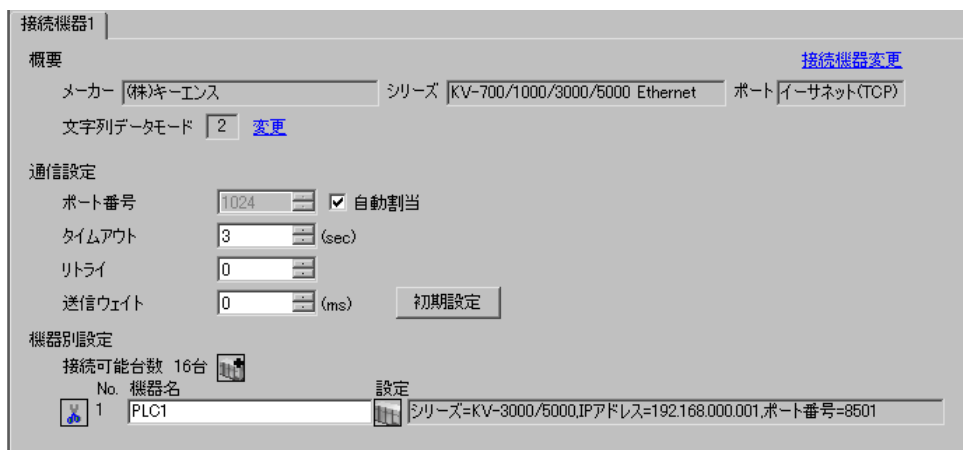 接続機器1
概要
接続機器変更
メーカー (株)キーエンス シリーズ KV-700/1000/3000/5000 Ethernet ポート イーサネット(TCP)
文字列データモード 2 変更
通信設定
ポート番号 1024 自動割当
タイムアウト 3 (sec)
リトライ 0
送信ウェイト 0 (ms) 初期設定
機器別設定
接続可能台数 16台
No. 機器名 設定
1 PLC1 シリーズ=KV-3000/5000,IPアドレス=192.168.000.001,ポート番号=8501